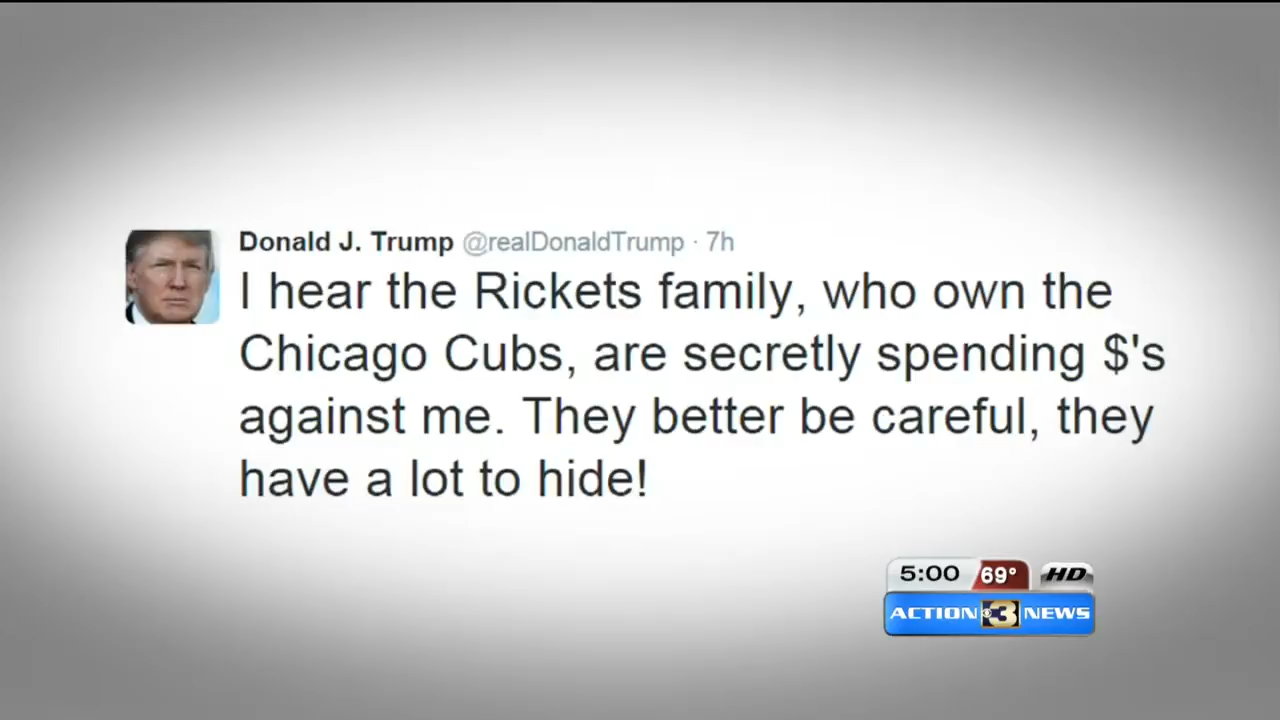 Donald J. Trump @realDonaldTrump · 7h
I hear the Rickets family, who own the
Chicago Cubs, are secretly spending $'s
against me. They better be careful, they
have a lot to hide!
5:00 69° HD
ACTION 3 NEWS